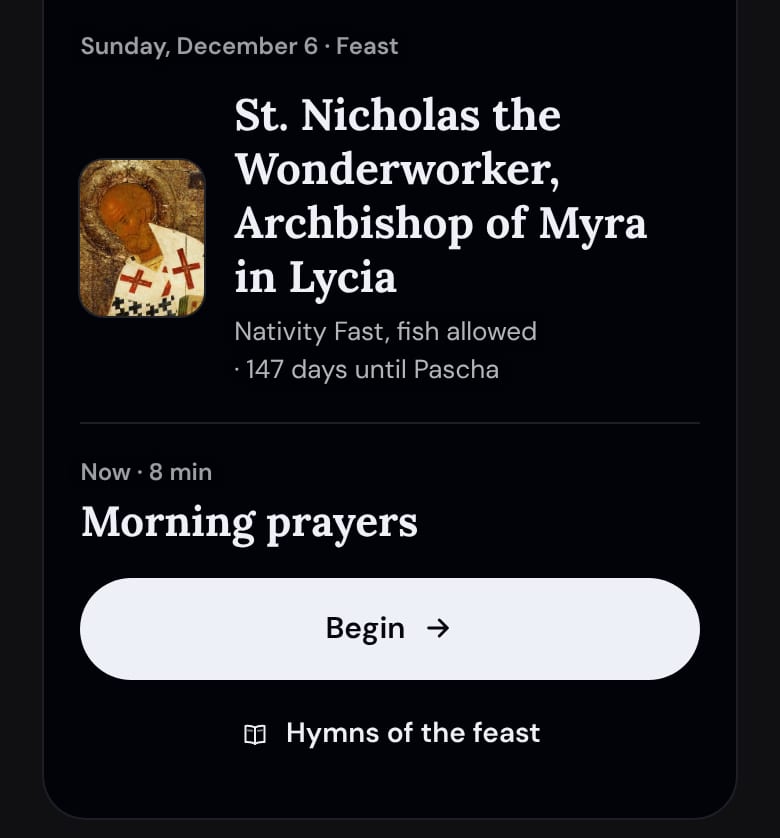 Sunday, December 6 · Feast
St. Nicholas the
Wonderworker,
Archbishop of Myra
in Lycia
Nativity Fast, fish allowed
· 147 days until Pascha
Now · 8 min
Morning prayers
Begin →
Hymns of the feast